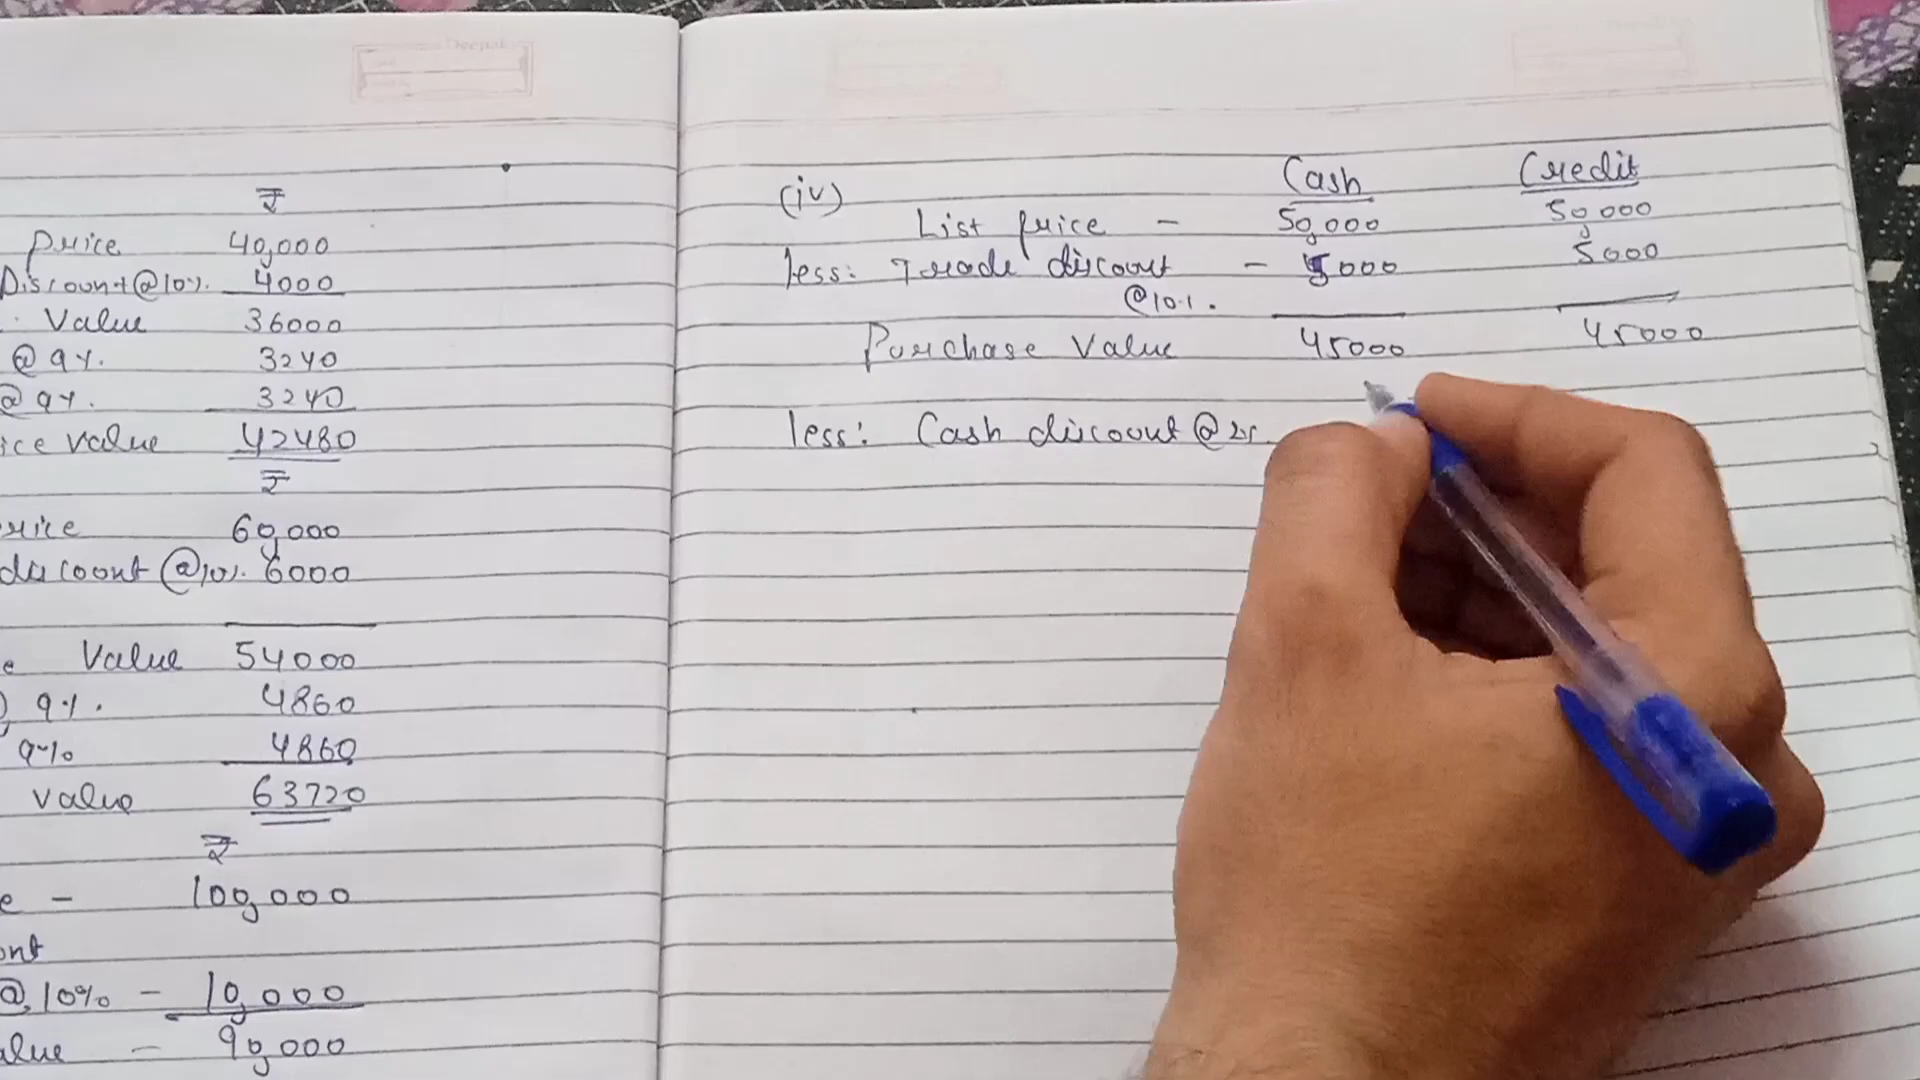 ₹
price 40,000
Discount @10%. 4000
. Value 36000
@ 9%. 3240
@ 9%. 3240
ice value 42480
₹
rice 60,000
discount @10%. 6000
e Value 54000
9%. 4860
9% 4860
value 63720
₹
e - 100,000
ont
@ 10% - 10,000
alue - 90,000
(iv) Cash Credit
List price - 50,000 50,000
less: Trade discount - 5000 5000
@10%.
Purchase Value 45000 45000
less: Cash discount @